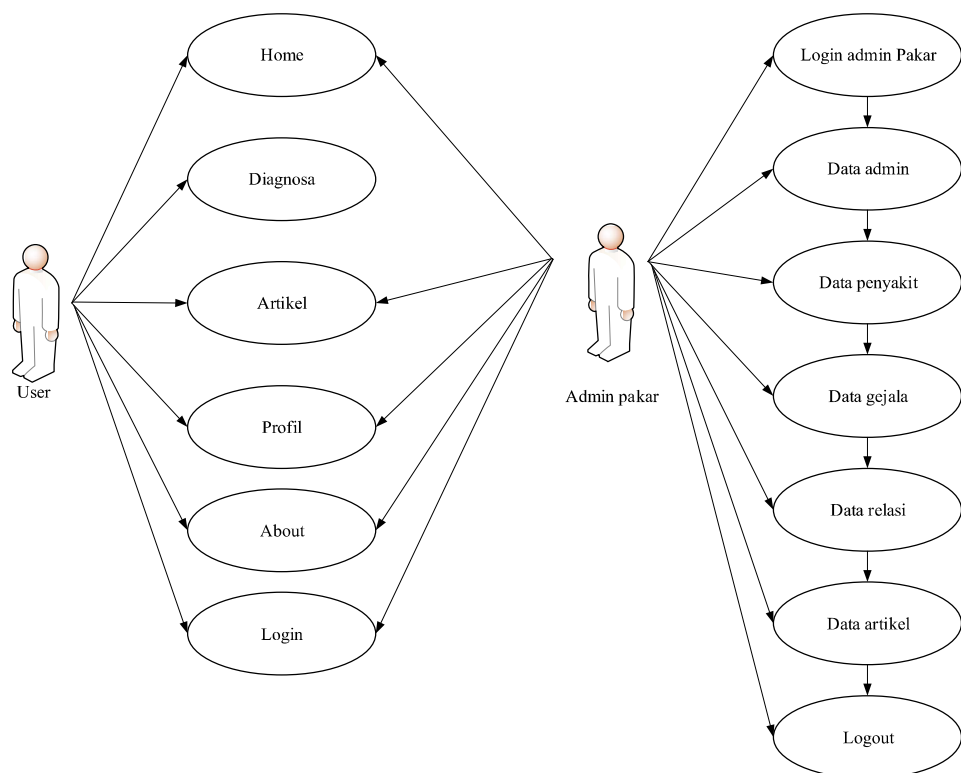 Home
Diagnosa
Artikel
Profil
About
Login
User
Admin pakar
Login admin Pakar
Data admin
Data penyakit
Data gejala
Data relasi
Data artikel
Logout